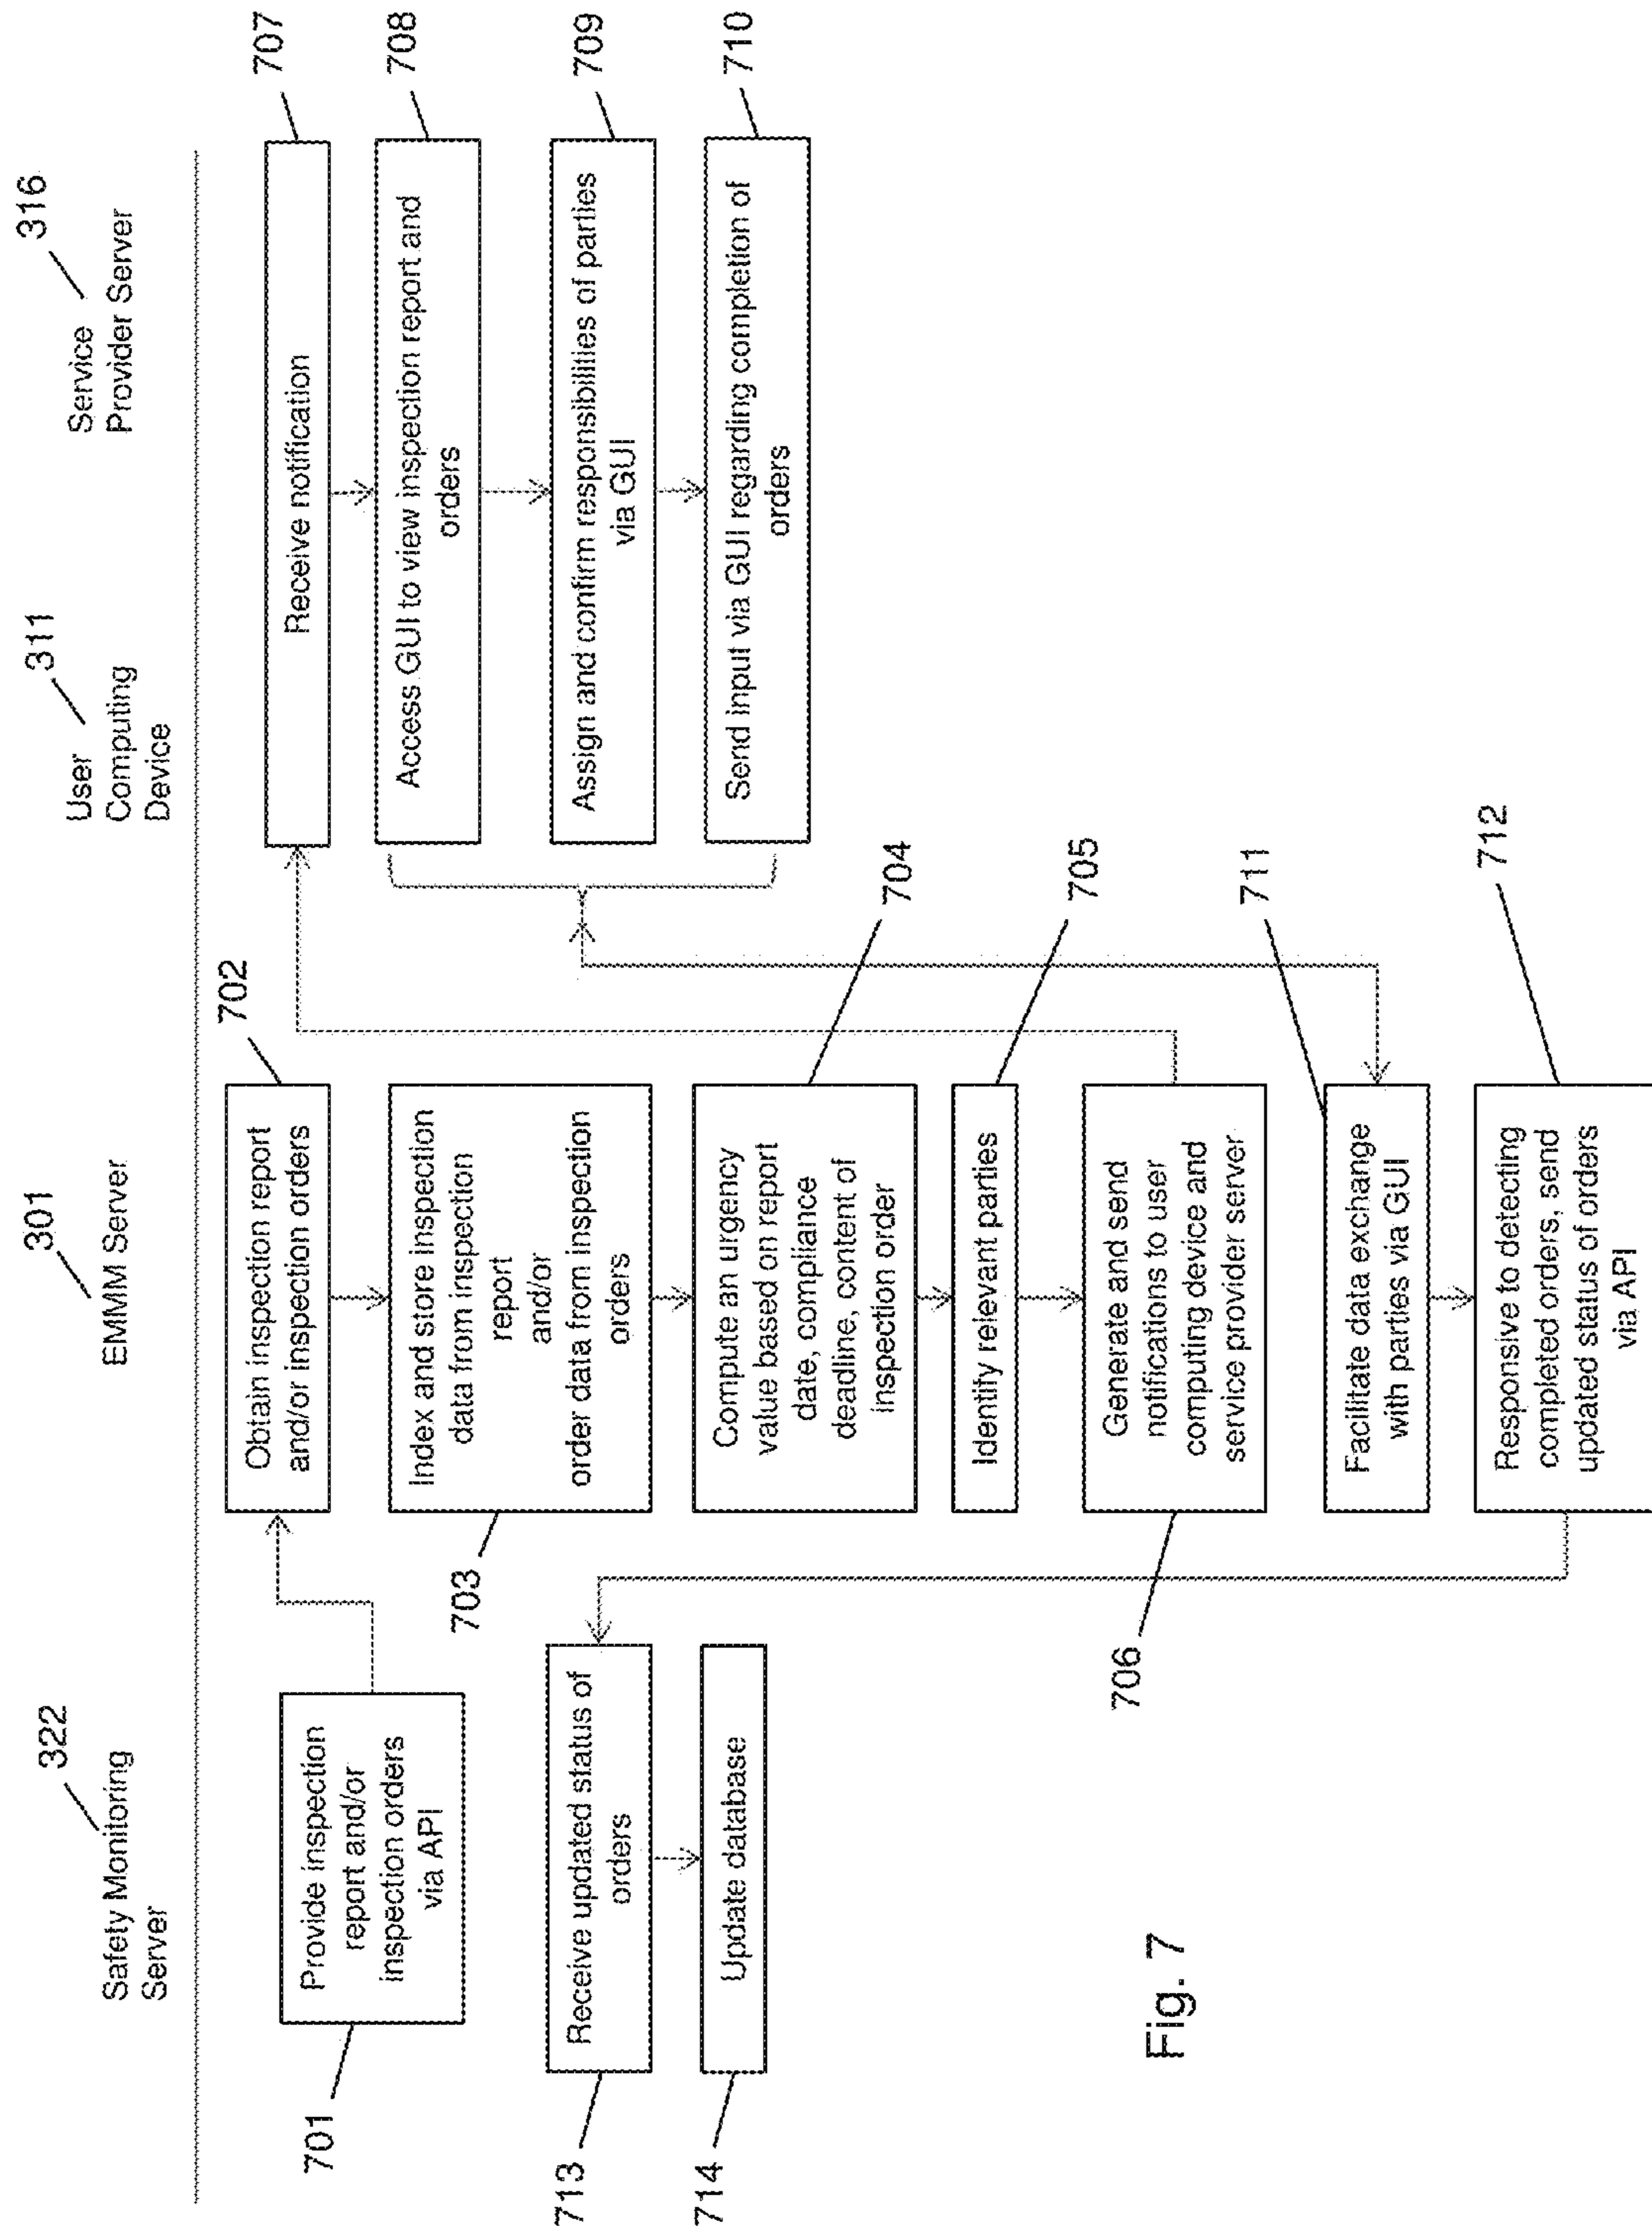 322
Safety Monitoring
Server
301
EMMM Server
311
User
Computing
Device
316
Service
Provider Server
701
Provide inspection
report and/or
inspection orders
via API
702
Obtain inspection report
and/or inspection orders
703
Index and store inspection
data from inspection
report
and/or
order data from inspection
orders
704
Compute an urgency
value based on report
date, compliance
deadline, content of
inspection order
705
Identify relevant parties
706
Generate and send
notifications to user
computing device and
service provider server
707
Receive notification
708
Access GUI to view inspection report and
orders
709
Assign and confirm responsibilities of parties
via GUI
710
Send input via GUI regarding completion of
orders
711
Facilitate data exchange
with parties via GUI
712
Responsive to detecting
completed orders, send
updated status of orders
via API
713
Receive updated status of
orders
714
Update database
Fig. 7